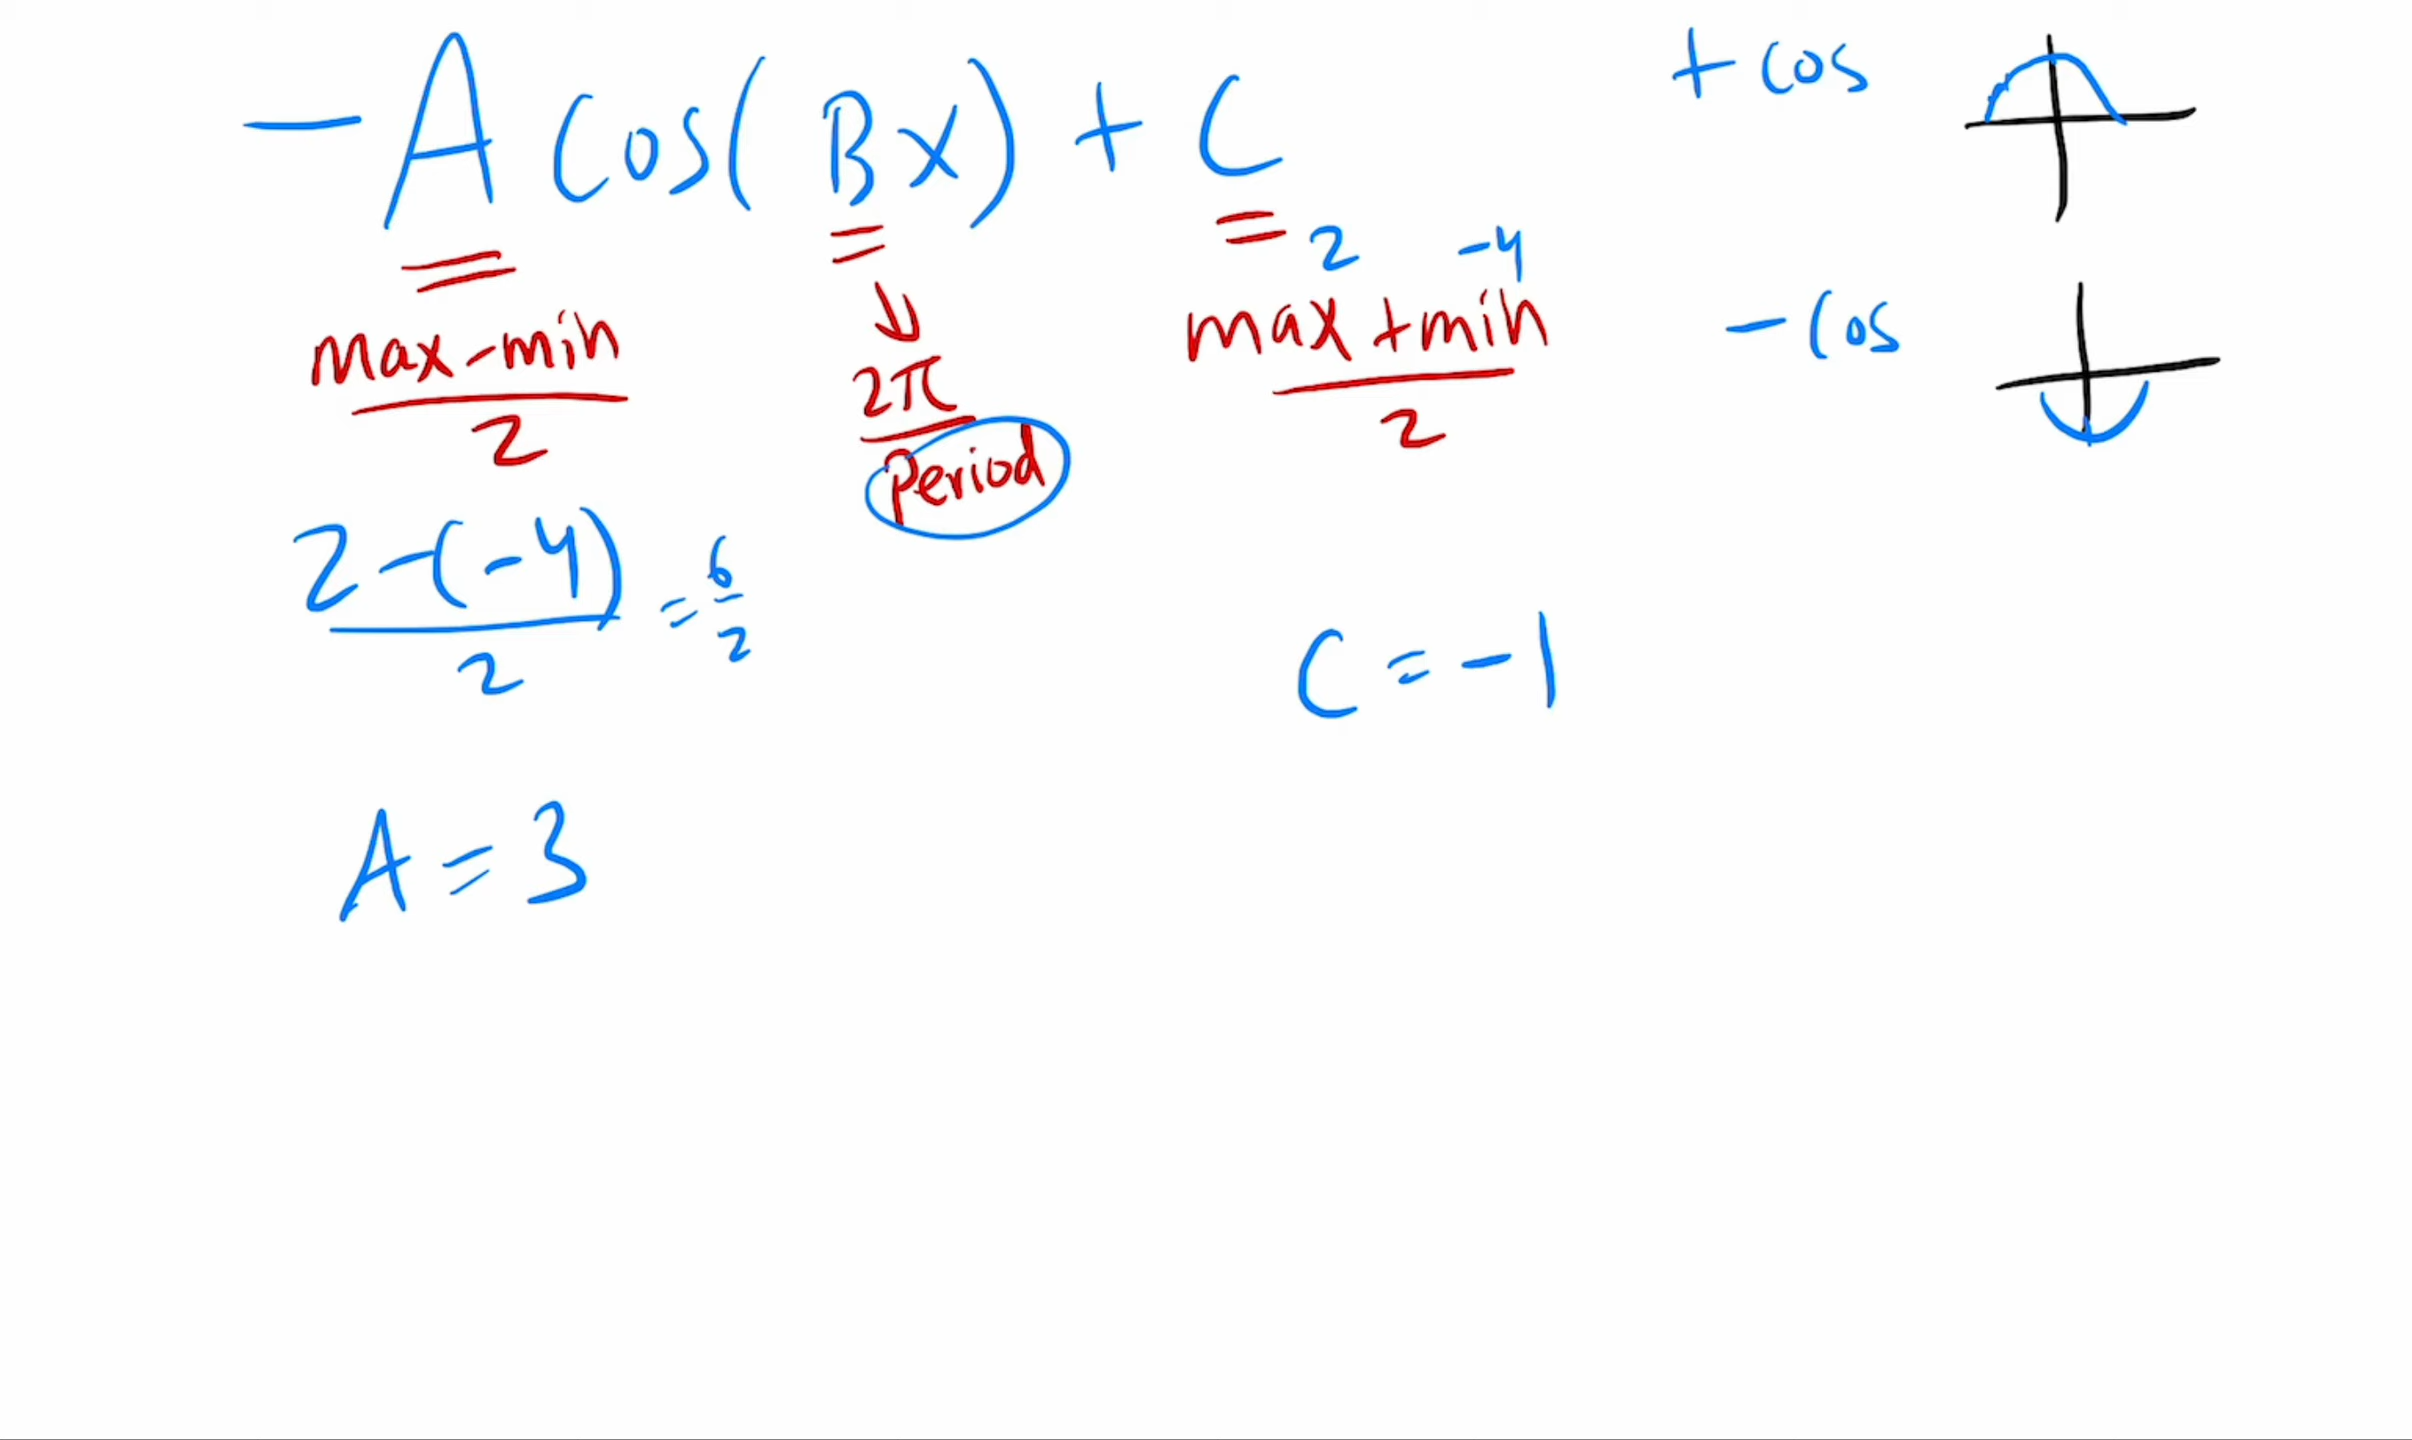 -A cos(Bx) + C
max-min/2
2π/Period
2 -4
max+min/2
2-(-4)/2 = 6/2
C = -1
A = 3
+ cos
- cos